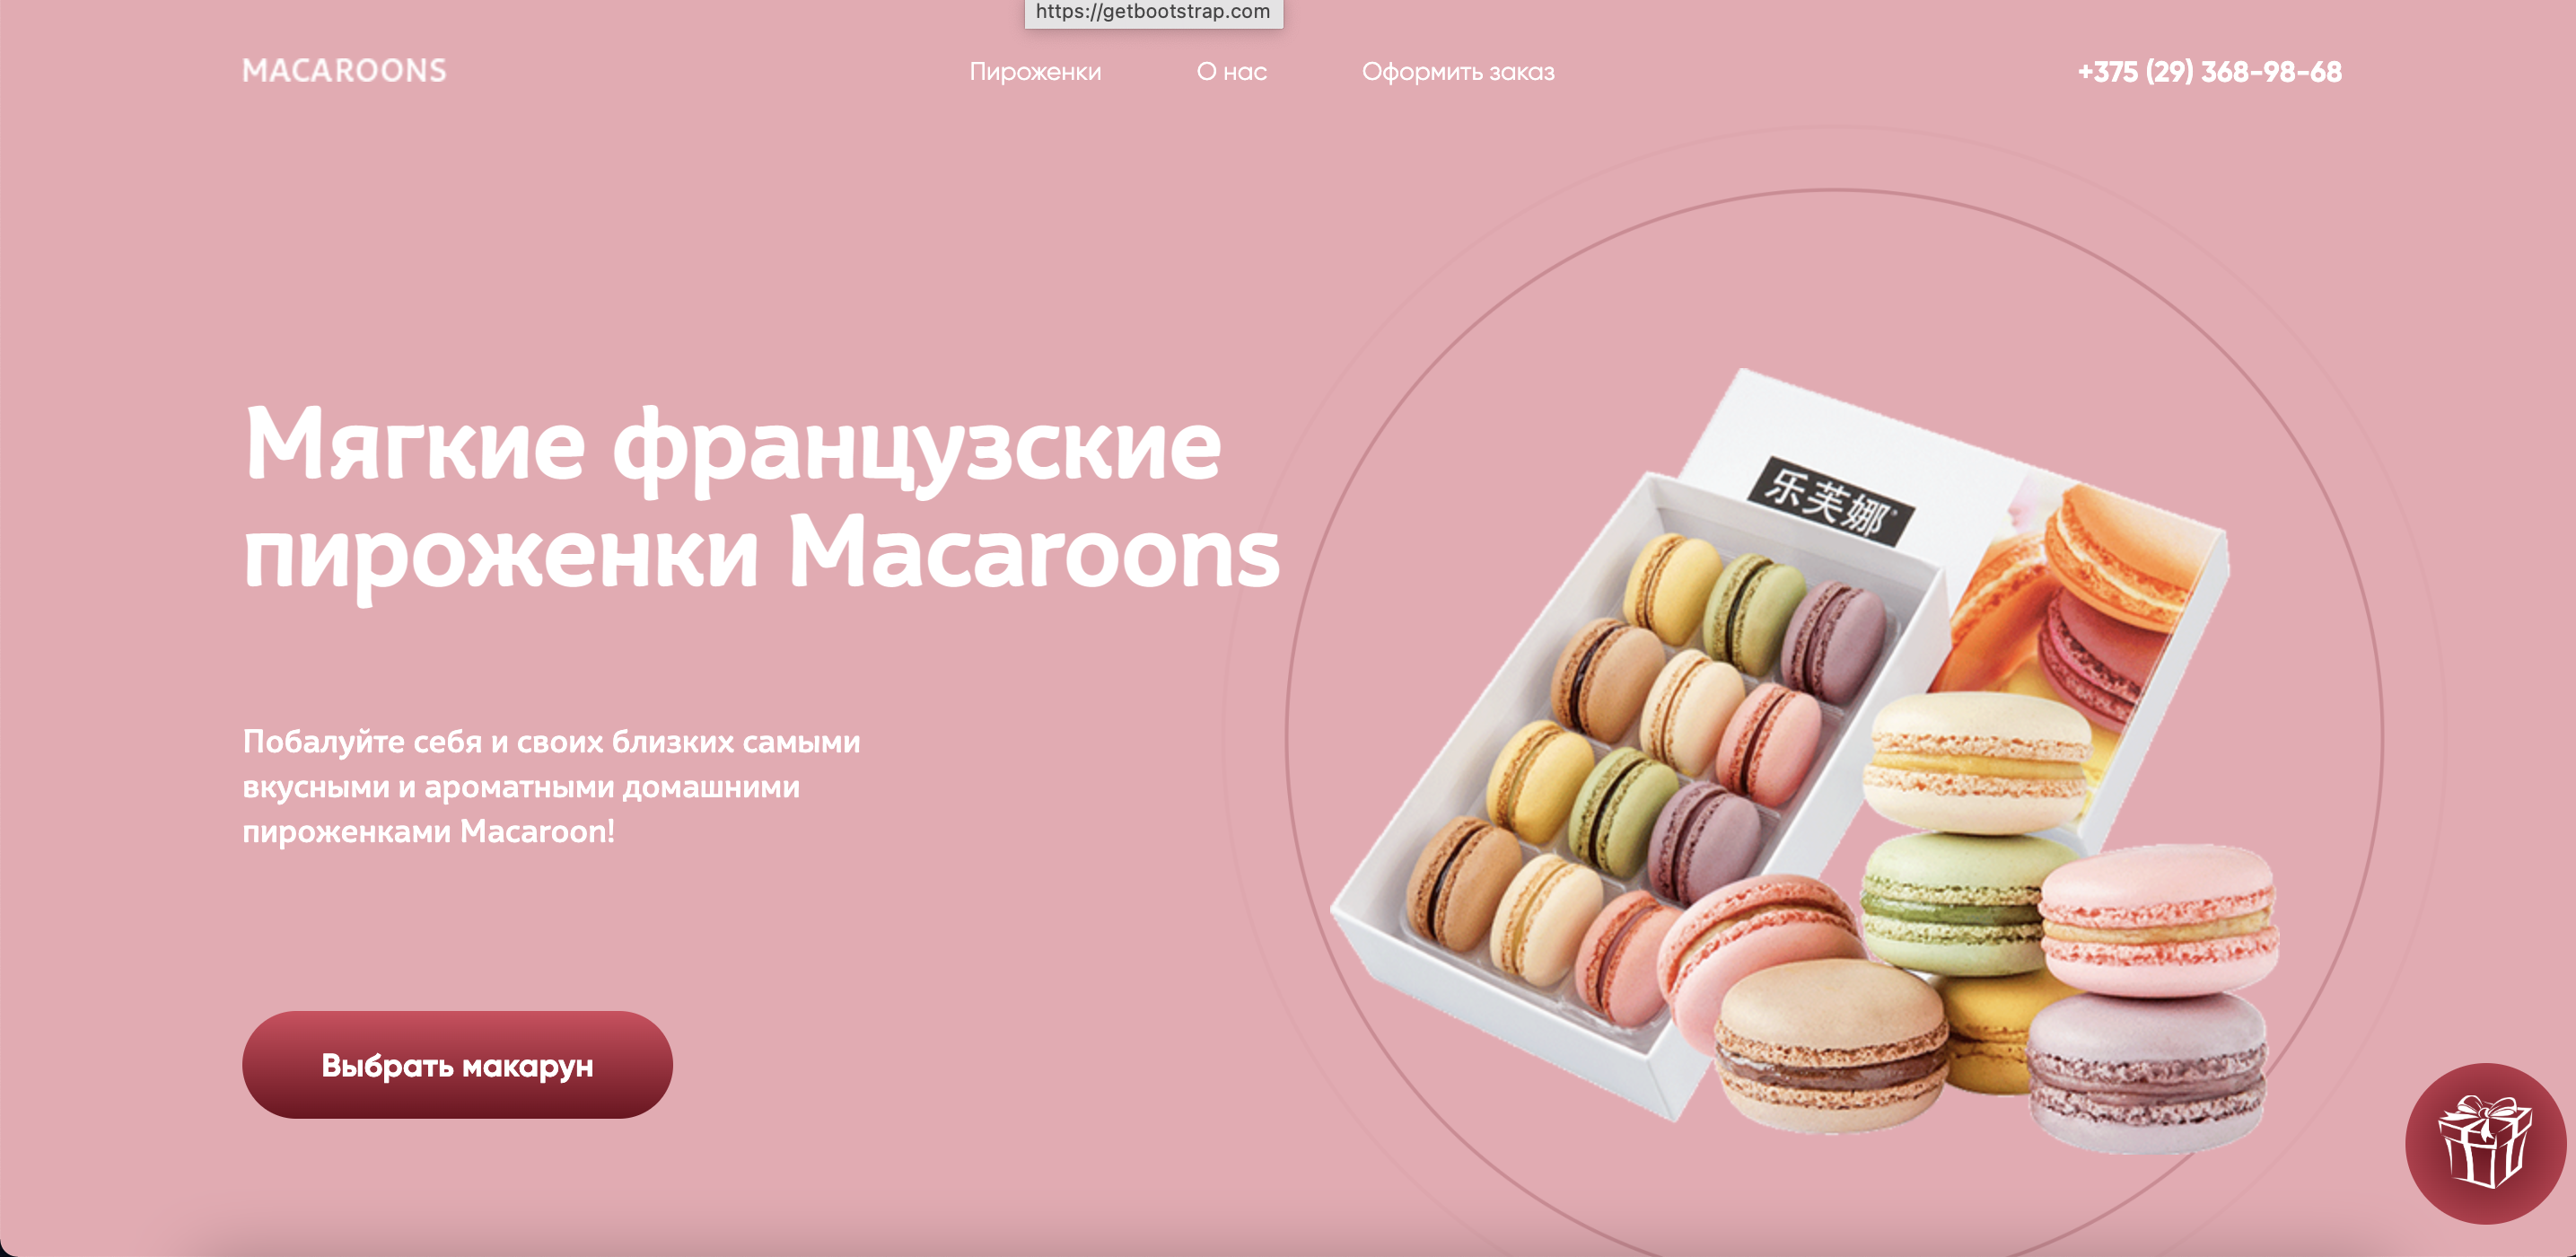 https://getbootstrap.com
MACAROONS
Пироженки
О нас
Оформить заказ
+375 (29) 368-98-68
Мягкие французские
пироженки Macaroons
乐芙娜®
Побалуйте себя и своих близких самыми
вкусными и ароматными домашними
пироженками Macaroon!
Выбрать макарун